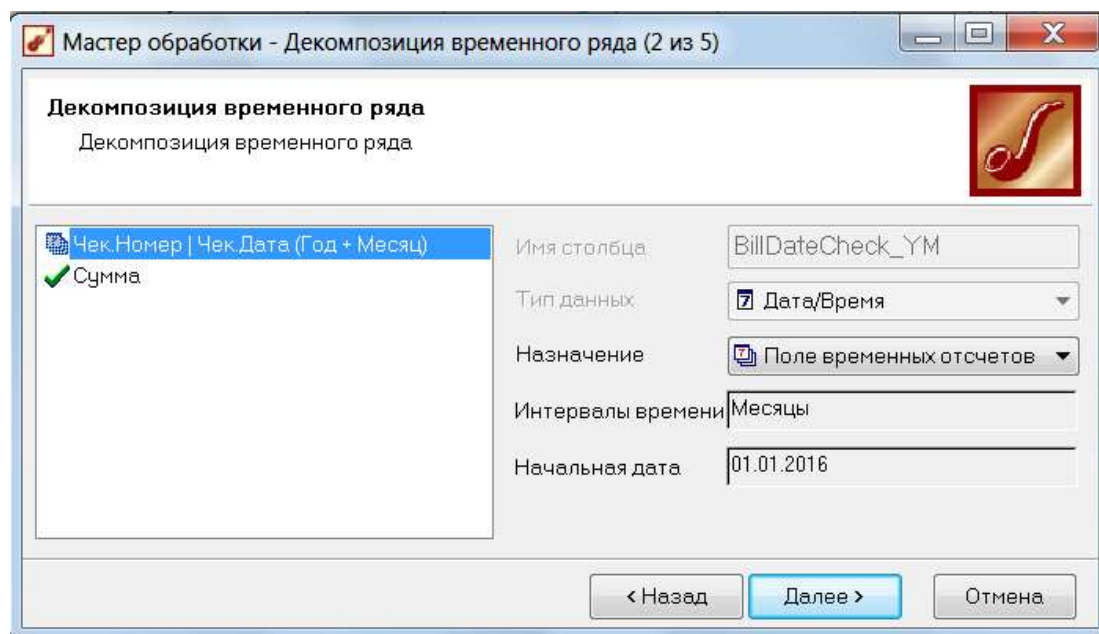 Мастер обработки - Декомпозиция временного ряда (2 из 5)
Декомпозиция временного ряда
Декомпозиция временного ряда
Чек.Номер | Чек.Дата (Год + Месяц)
Сумма
Имя столбца BillDateCheck_YM
Тип данных 7 Дата/Время
Назначение 7 Поле временных отсчетов
Интервалы времени Месяцы
Начальная дата 01.01.2016
< Назад Далее > Отмена